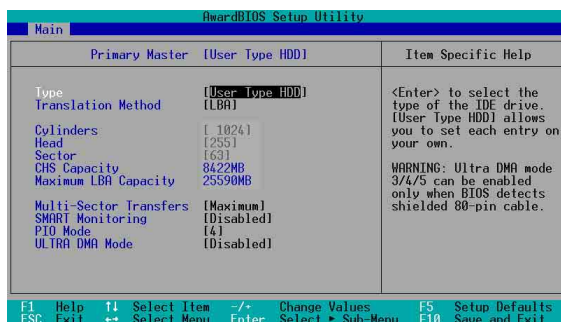 AwardBIOS Setup Utility
Main
Primary Master [User Type HDD]
Item Specific Help
Type [User Type HDD]
Translation Method [LBA]
Cylinders [ 1024]
Head [255]
Sector [63]
CHS Capacity 8422MB
Maximum LBA Capacity 25590MB
Multi-Sector Transfers [Maximum]
SMART Monitoring [Disabled]
PIO Mode [4]
ULTRA DMA Mode [Disabled]
<Enter> to select the
type of the IDE drive.
[User Type HDD] allows
you to set each entry on
your own.
WARNING: Ultra DMA mode
3/4/5 can be enabled
only when BIOS detects
shielded 80-pin cable.
F1 Help ↑↓ Select Item -/+ Change Values F5 Setup Defaults
ESC Exit ←→ Select Menu Enter Select ► Sub-Menu F10 Save and Exit